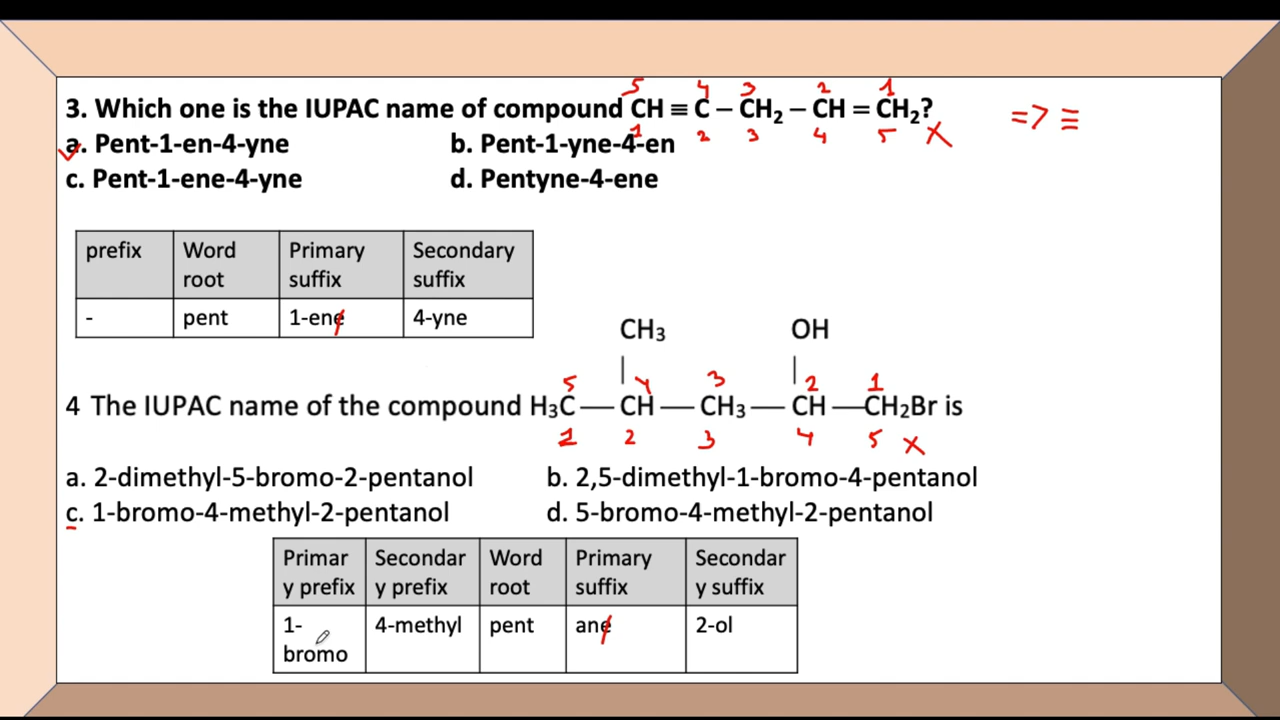 5 4 3 2 1
3. Which one is the IUPAC name of compound CH ≡ C – CH₂ – CH = CH₂? => ≡
1 2 3 4 5 X
a. Pent-1-en-4-yne b. Pent-1-yne-4-en
c. Pent-1-ene-4-yne d. Pentyne-4-ene
prefix Word root Primary suffix Secondary suffix
- pent 1-ene 4-yne
CH3 OH
| |
5 4 3 2 1
4 The IUPAC name of the compound H3C — CH — CH3 — CH — CH2Br is
1 2 3 4 5 X
a. 2-dimethyl-5-bromo-2-pentanol b. 2,5-dimethyl-1-bromo-4-pentanol
c. 1-bromo-4-methyl-2-pentanol d. 5-bromo-4-methyl-2-pentanol
Primar Secondar Word Primary Secondar
y prefix y prefix root suffix y suffix
1- 4-methyl pent ane 2-ol
bromo